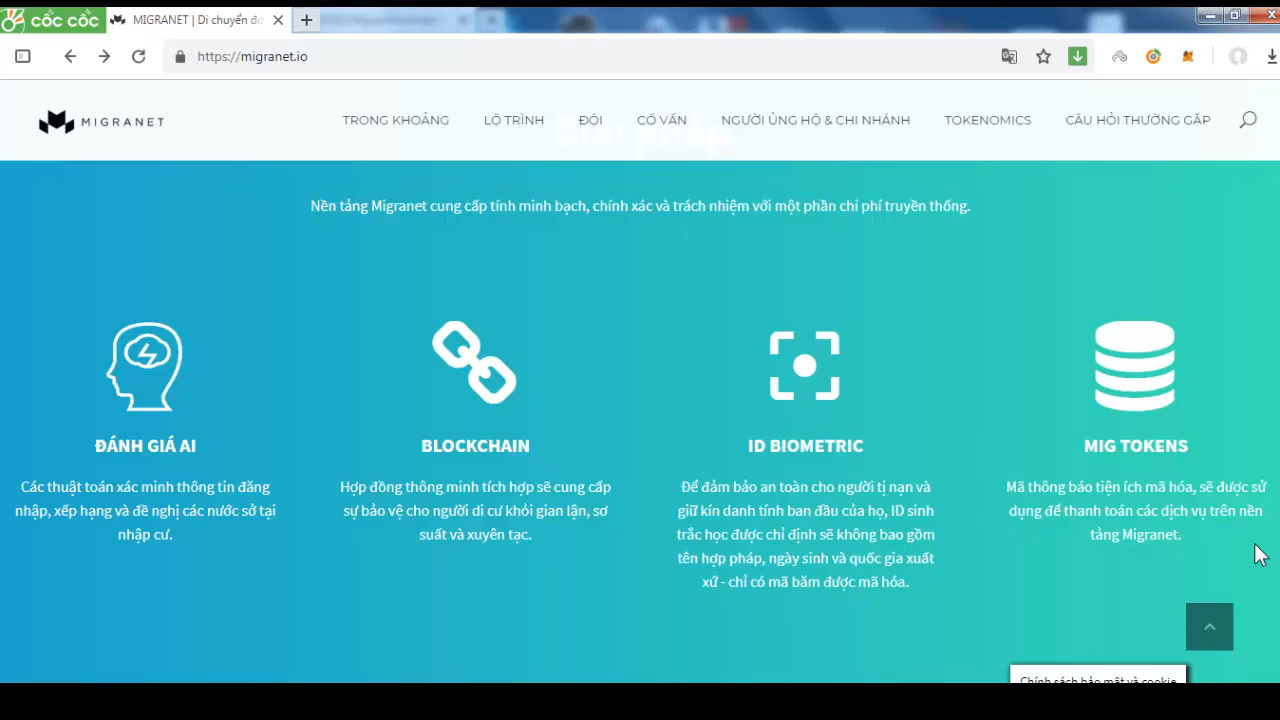 cốc cốc
MIGRANET | Di chuyển đơ
https://migranet.io
MIGRANET
TRONG KHOẢNG
LỘ TRÌNH
ĐỘI
CỐ VẤN
NGƯỜI ỦNG HỘ & CHI NHÁNH
TOKENOMICS
CÂU HỎI THƯỜNG GẶP
Giải pháp
Nền tảng Migranet cung cấp tính minh bạch, chính xác và trách nhiệm với một phần chi phí truyền thống.
ĐÁNH GIÁ AI
Các thuật toán xác minh thông tin đăng
nhập, xếp hạng và đề nghị các nước sở tại
nhập cư.
BLOCKCHAIN
Hợp đồng thông minh tích hợp sẽ cung cấp
sự bảo vệ cho người di cư khỏi gian lận, sơ
suất và xuyên tạc.
ID BIOMETRIC
Để đảm bảo an toàn cho người tị nạn và
giữ kín danh tính ban đầu của họ, ID sinh
trắc học được chỉ định sẽ không bao gồm
tên hợp pháp, ngày sinh và quốc gia xuất
xứ - chỉ có mã băm được mã hóa.
MIG TOKENS
Mã thông báo tiện ích mã hóa, sẽ được sử
dụng để thanh toán các dịch vụ trên nền
tảng Migranet.
Chính sách bảo mật và cookie